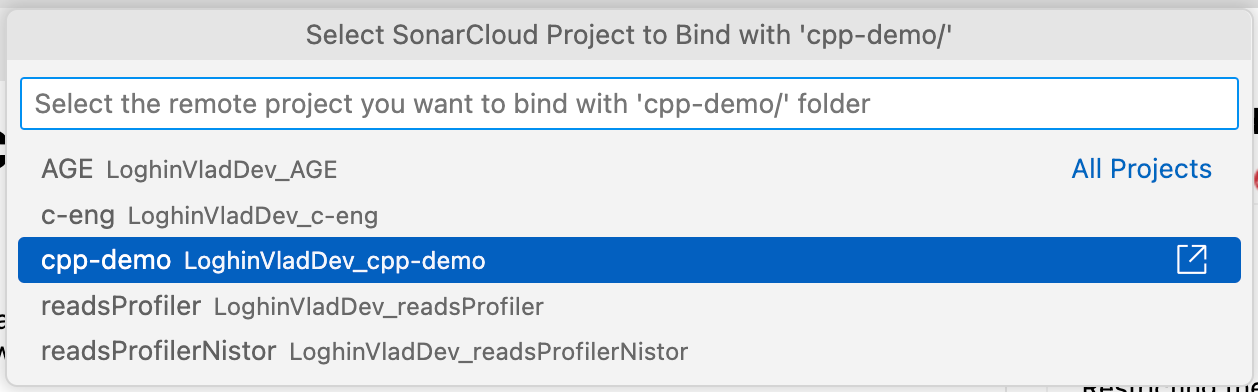 Select SonarCloud Project to Bind with 'cpp-demo/'
Select the remote project you want to bind with 'cpp-demo/' folder
AGE LoghinVladDev_AGE All Projects
c-eng LoghinVladDev_c-eng
cpp-demo LoghinVladDev_cpp-demo
readsProfiler LoghinVladDev_readsProfiler
readsProfilerNistor LoghinVladDev_readsProfilerNistor